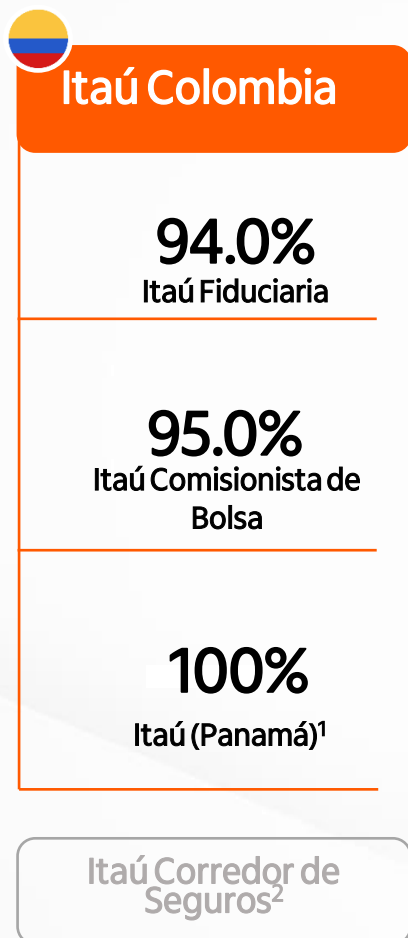 Itaú Colombia
94.0%
Itaú Fiduciaria
95.0%
Itaú Comisionista de
Bolsa
100%
Itaú (Panamá)¹
Itaú Corredor de
Seguros²